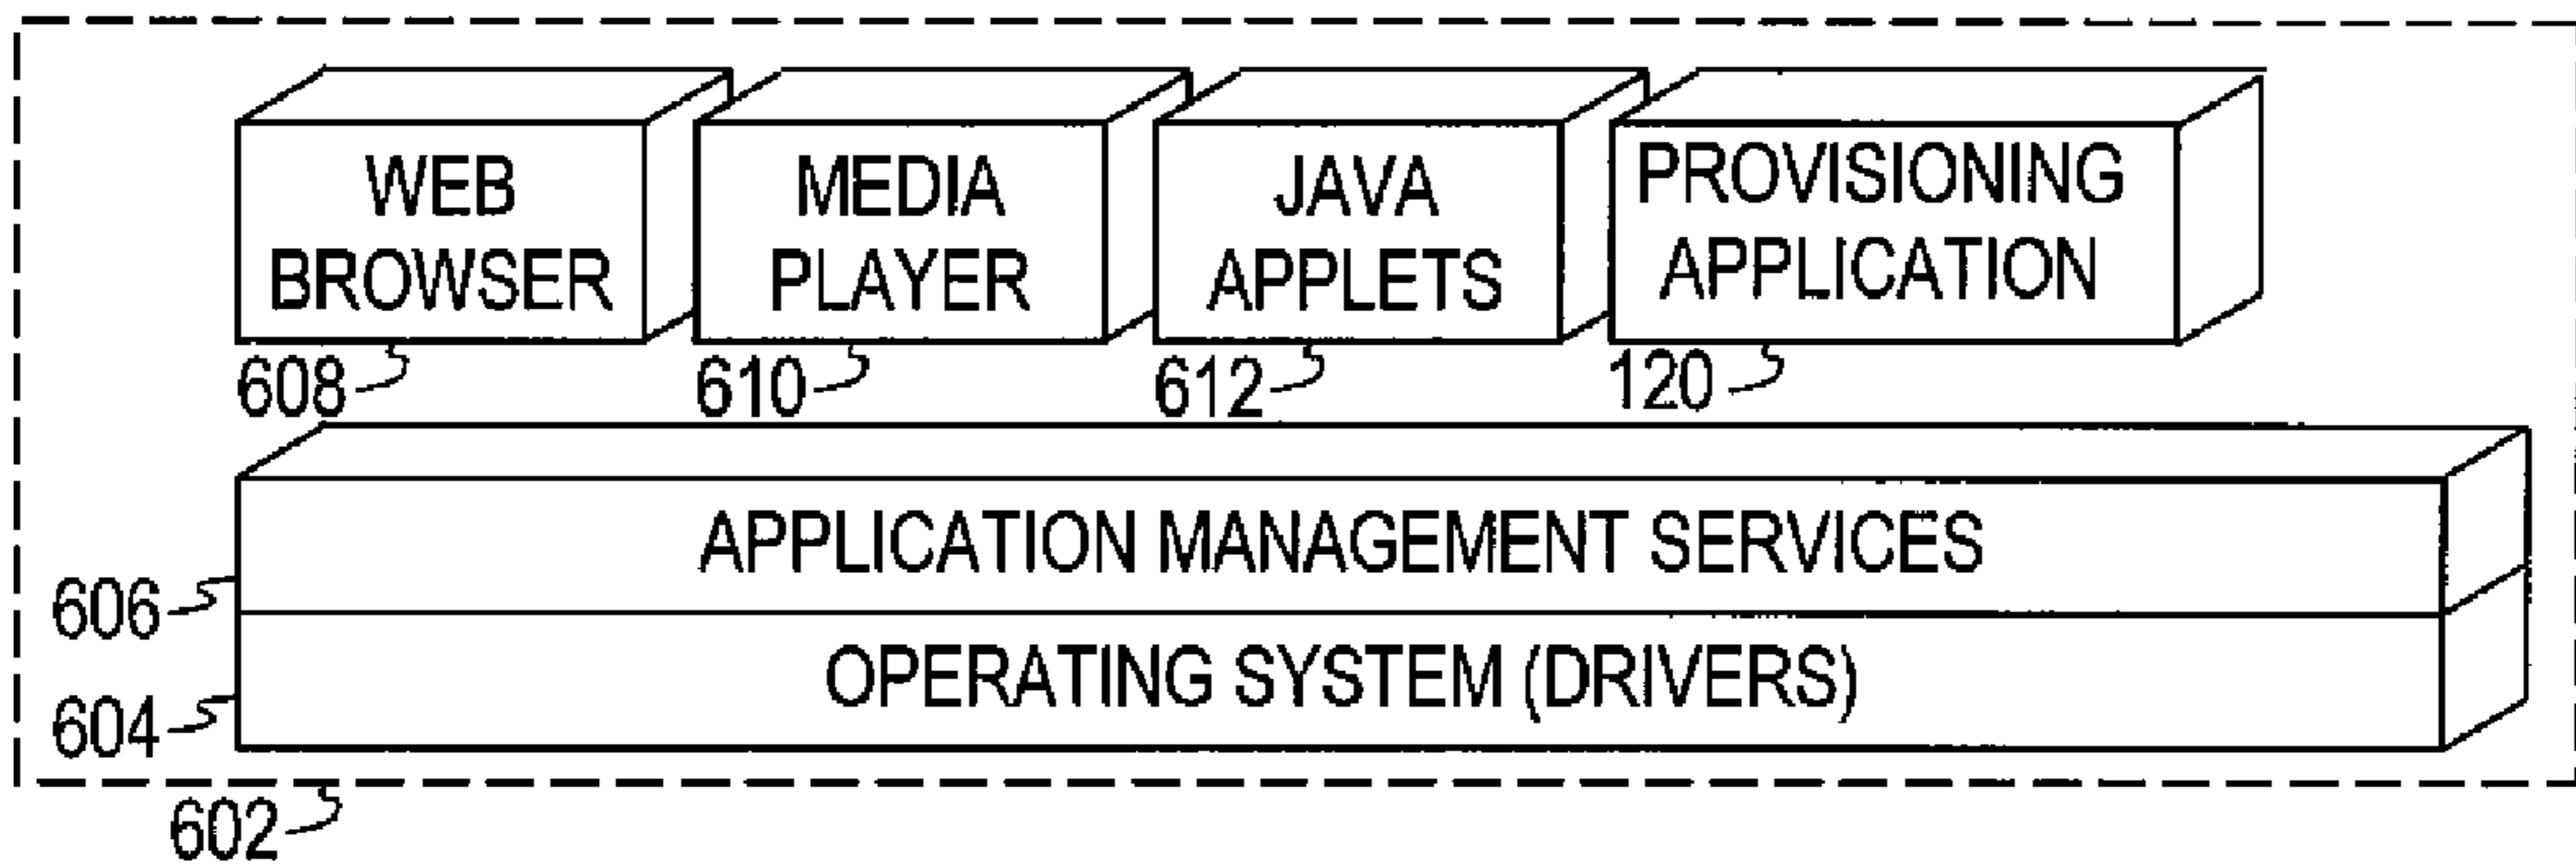 WEB
BROWSER
MEDIA
PLAYER
JAVA
APPLETS
PROVISIONING
APPLICATION
608
610
612
120
APPLICATION MANAGEMENT SERVICES
606
OPERATING SYSTEM (DRIVERS)
604
602